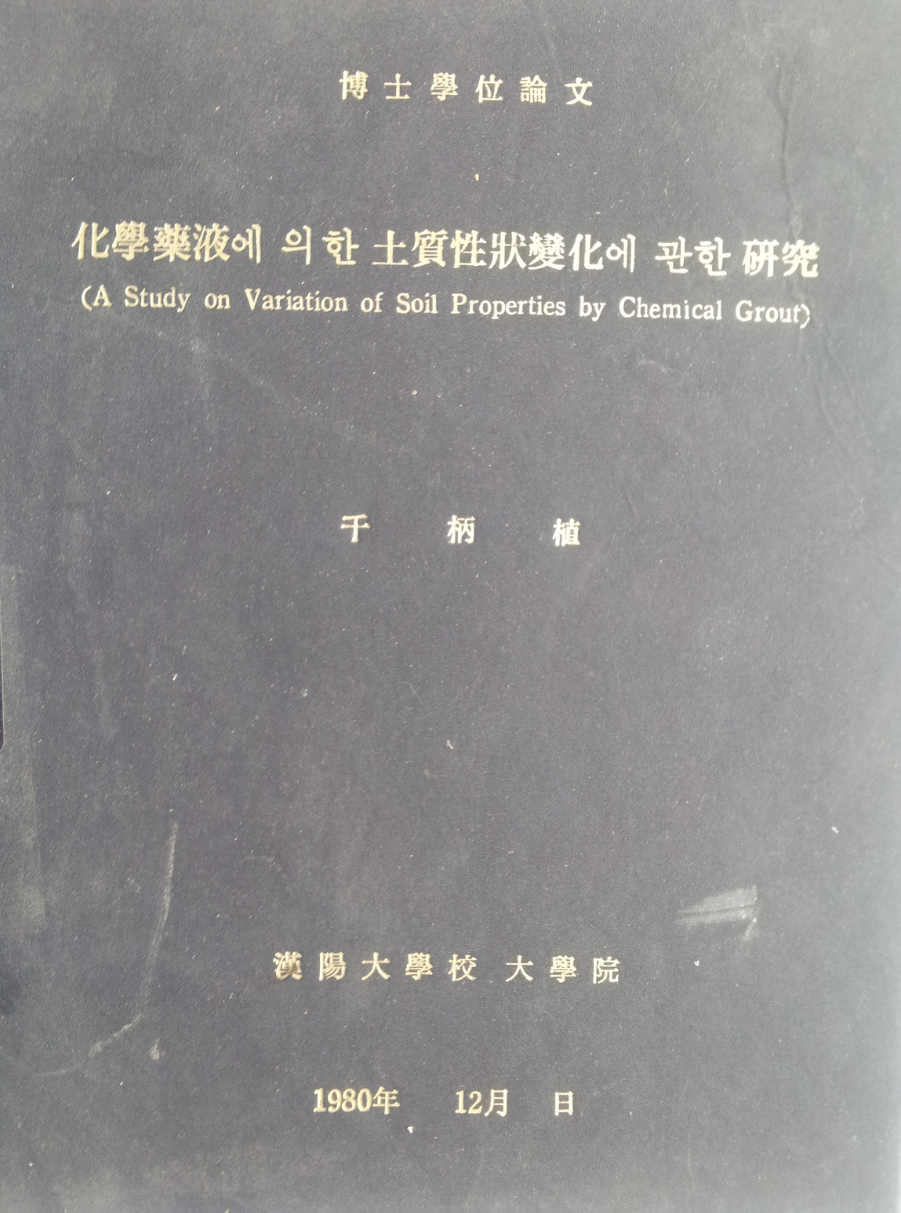 博士學位論文
化學藥液에 의한 土質性狀變化에 관한 硏究
(A Study on Variation of Soil Properties by Chemical Grout)
千柄植
漢陽大學校 大學院
1980年 12月 日